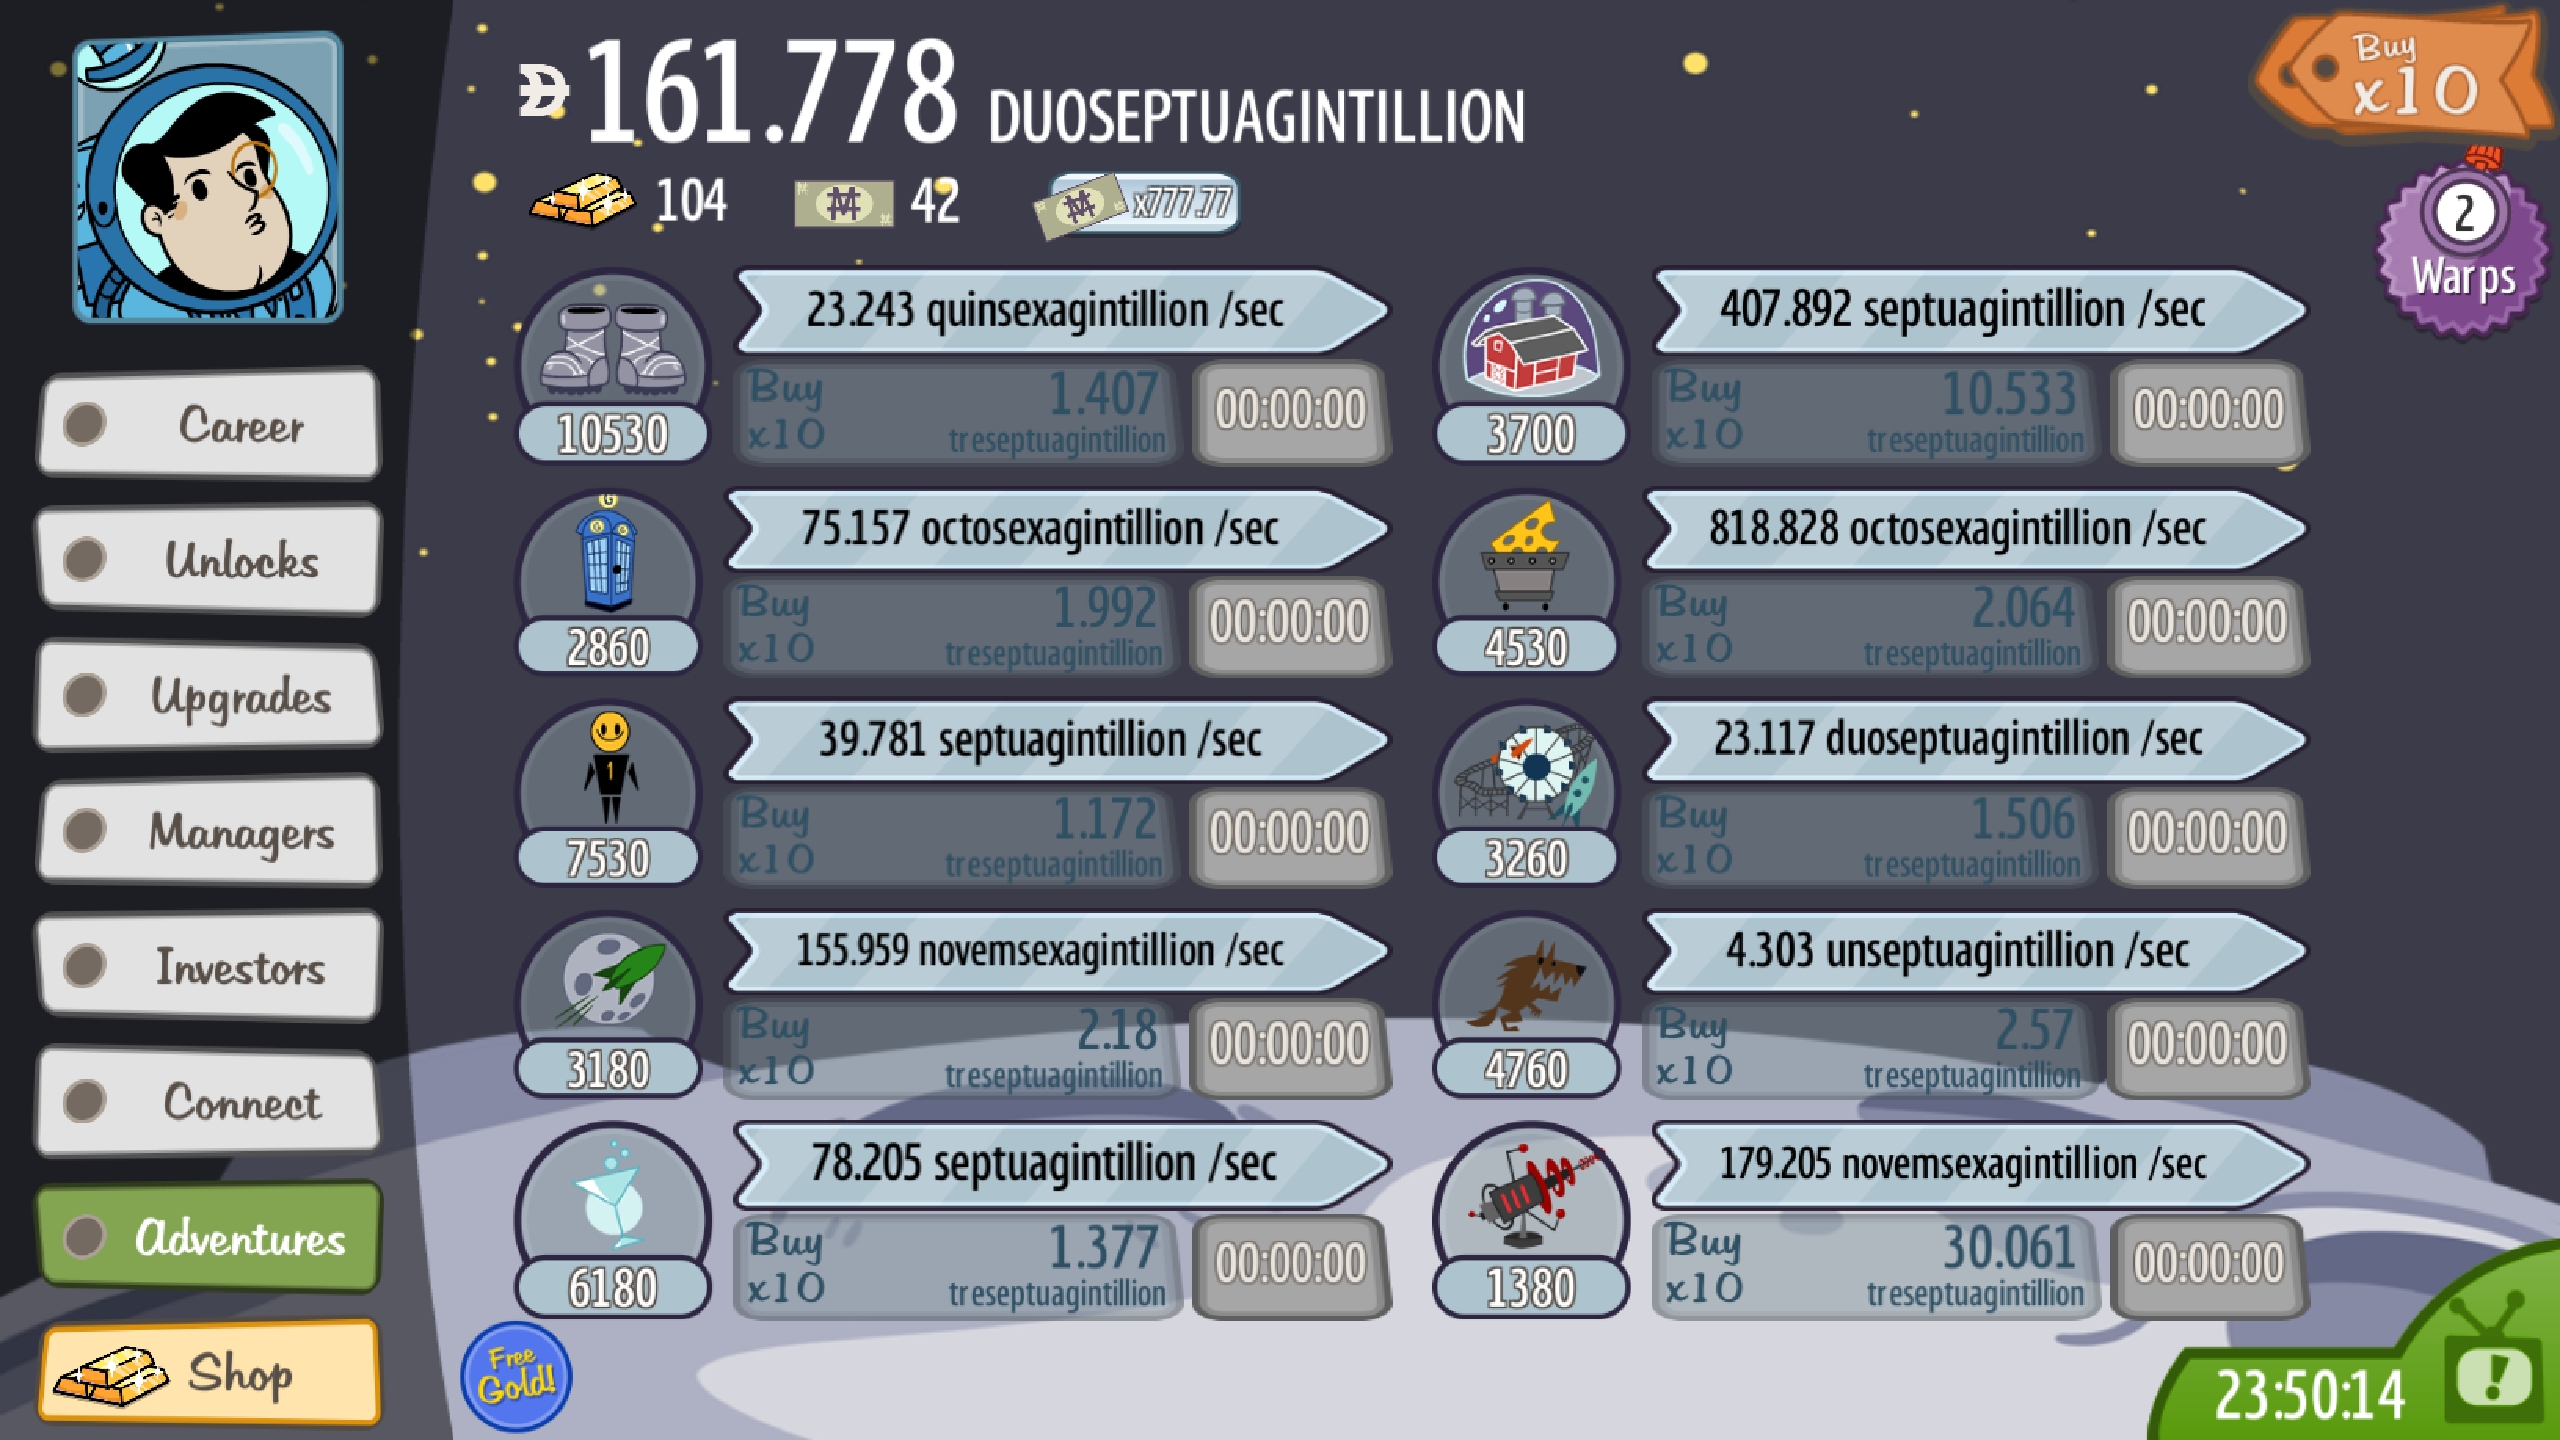 161.778 DUOSEPTUAGINTILLION
Buy
x10
104
42
x777.77
2
Warps
Career
Unlocks
Upgrades
Managers
Investors
Connect
Adventures
Shop
23.243 quinsexagintillion /sec
Buy
x10
1.407
treseptuagintillion
00:00:00
10530
407.892 septuagintillion /sec
Buy
x10
10.533
treseptuagintillion
00:00:00
3700
G
G G
75.157 octosexagintillion /sec
Buy
x10
1.992
treseptuagintillion
00:00:00
2860
818.828 octosexagintillion /sec
Buy
x10
2.064
treseptuagintillion
00:00:00
4530
39.781 septuagintillion /sec
1
Buy
x10
1.172
treseptuagintillion
00:00:00
7530
23.117 duoseptuagintillion /sec
Buy
x10
1.506
treseptuagintillion
00:00:00
3260
155.959 novemsexagintillion /sec
Buy
x10
2.18
treseptuagintillion
00:00:00
3180
4.303 unseptuagintillion /sec
Buy
x10
2.57
treseptuagintillion
00:00:00
4760
78.205 septuagintillion /sec
Buy
x10
1.377
treseptuagintillion
00:00:00
6180
179.205 novemsexagintillion /sec
Buy
x10
30.061
treseptuagintillion
00:00:00
1380
Free
Gold!
23:50:14
!